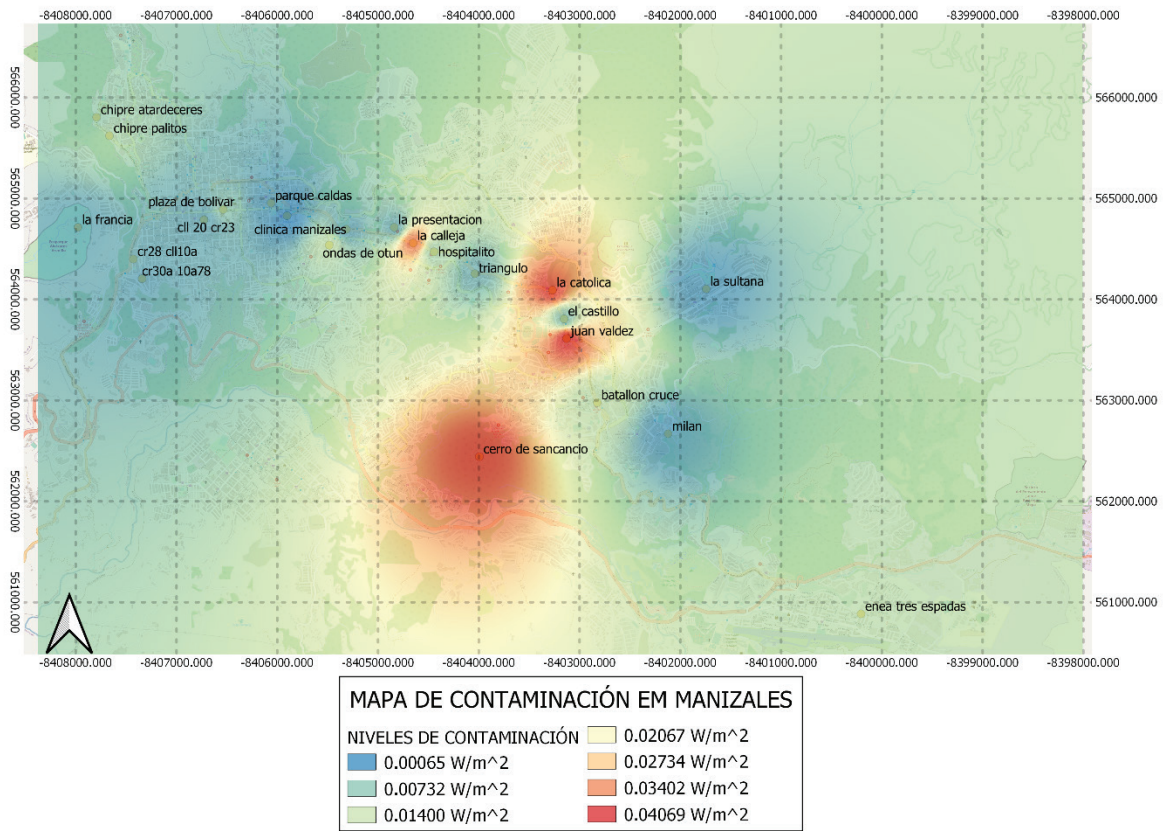 -8408000.000 -8407000.000 -8406000.000 -8405000.000 -8404000.000 -8403000.000 -8402000.000 -8401000.000 -8400000.000 -8399000.000 -8398000.000
566000.000 566000.000
chipre atardeceres
chipre palitos
565000.000 565000.000
parque caldas
plaza de bolivar
la francia
la presentacion
cll 20 cr23
clinica manizales
la calleja
cr28 cll10a
ondas de otun
hospitalito
cr30a 10a78
triangulo
la catolica
la sultana
564000.000 564000.000
el castillo
juan valdez
563000.000 563000.000
batallon cruce
milan
cerro de sancancio
562000.000 562000.000
561000.000 561000.000
enea tres espadas
-8408000.000 -8407000.000 -8406000.000 -8405000.000 -8404000.000 -8403000.000 -8402000.000 -8401000.000 -8400000.000 -8399000.000 -8398000.000
MAPA DE CONTAMINACIÓN EM MANIZALES
NIVELES DE CONTAMINACIÓN
0.00065 W/m^2
0.00732 W/m^2
0.01400 W/m^2
0.02067 W/m^2
0.02734 W/m^2
0.03402 W/m^2
0.04069 W/m^2